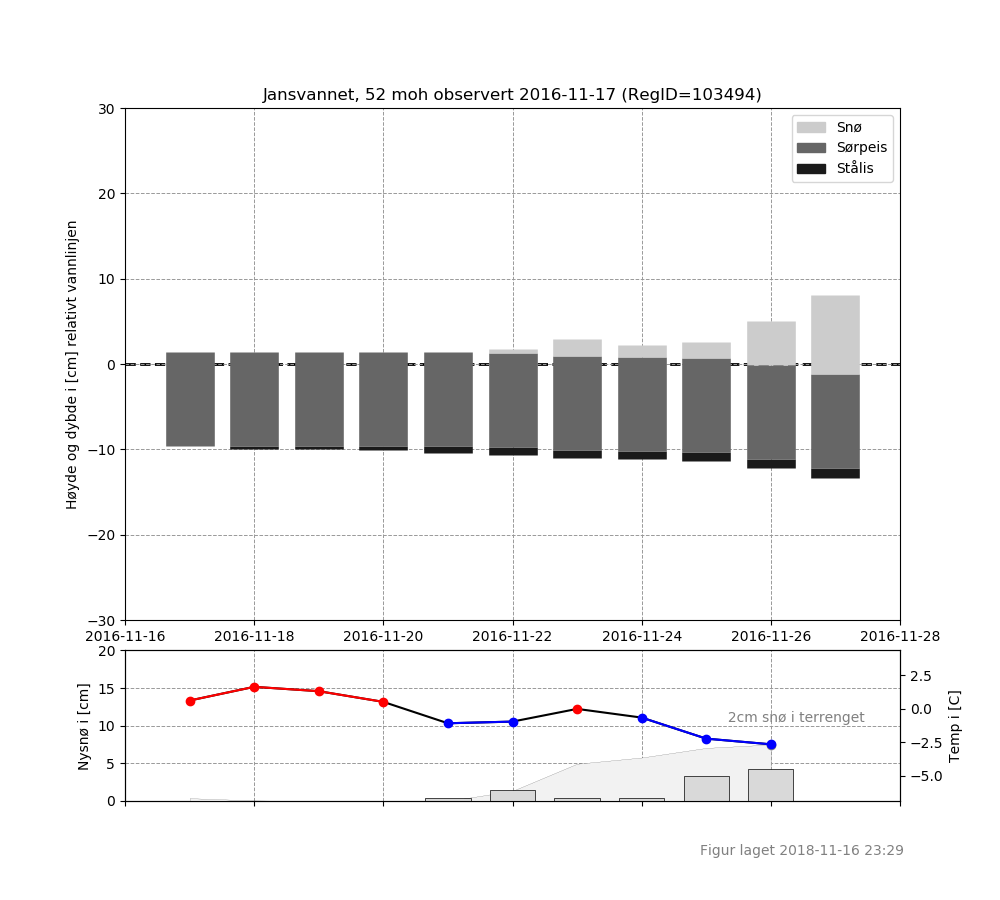 Jansvannet, 52 moh observert 2016-11-17 (RegID=103494)
Høyde og dybde i [cm] relativt vannlinjen
30
20
10
0
−10
−20
−30
Snø
Sørpeis
Stålis
2016-11-16 2016-11-18 2016-11-20 2016-11-22 2016-11-24 2016-11-26 2016-11-28
Nysnø i [cm]
20
15
10
5
0
2cm snø i terrenget
2.5
0.0
−2.5
−5.0
Temp i [C]
Figur laget 2018-11-16 23:29